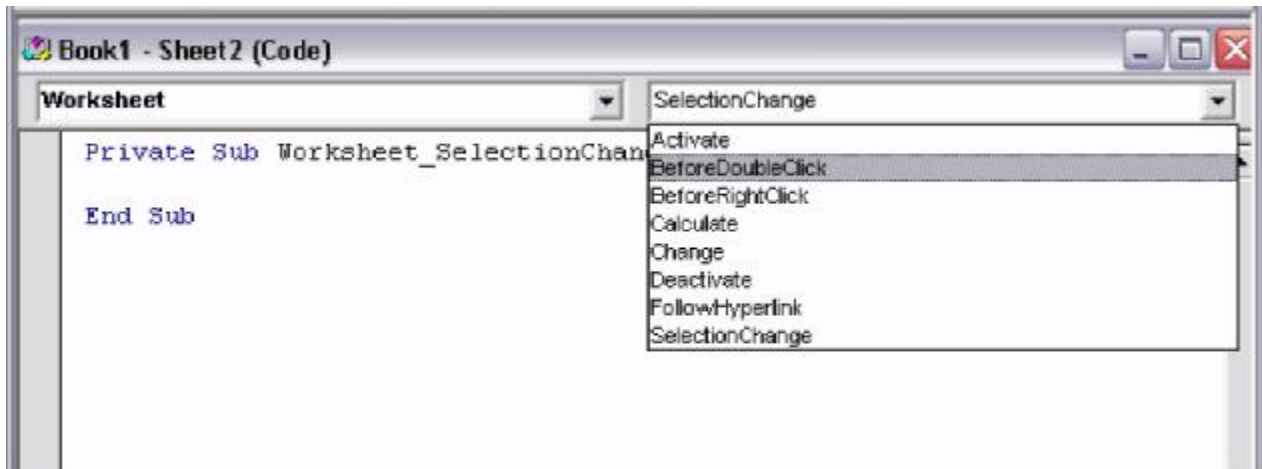 Book1 - Sheet2 (Code)
Worksheet SelectionChange
Private Sub Worksheet_SelectionChan
End Sub
Activate
BeforeDoubleClick
BeforeRightClick
Calculate
Change
Deactivate
FollowHyperlink
SelectionChange